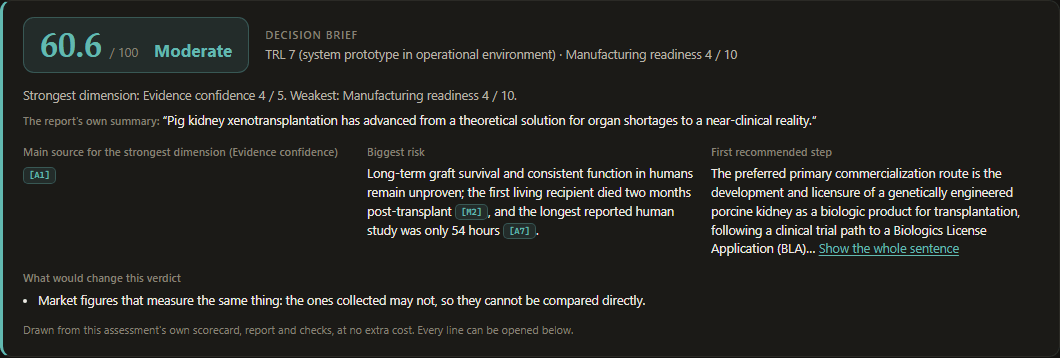 60.6 / 100 Moderate
DECISION BRIEF
TRL 7 (system prototype in operational environment) · Manufacturing readiness 4 / 10
Strongest dimension: Evidence confidence 4 / 5. Weakest: Manufacturing readiness 4 / 10.
The report's own summary: "Pig kidney xenotransplantation has advanced from a theoretical solution for organ shortages to a near-clinical reality."
Main source for the strongest dimension (Evidence confidence)
[A1]
Biggest risk
Long-term graft survival and consistent function in humans
remain unproven; the first living recipient died two months
post-transplant [M2], and the longest reported human
study was only 54 hours [A7].
First recommended step
The preferred primary commercialization route is the
development and licensure of a genetically engineered
porcine kidney as a biologic product for transplantation,
following a clinical trial path to a Biologics License
Application (BLA)... Show the whole sentence
What would change this verdict
• Market figures that measure the same thing: the ones collected may not, so they cannot be compared directly.
Drawn from this assessment's own scorecard, report and checks, at no extra cost. Every line can be opened below.